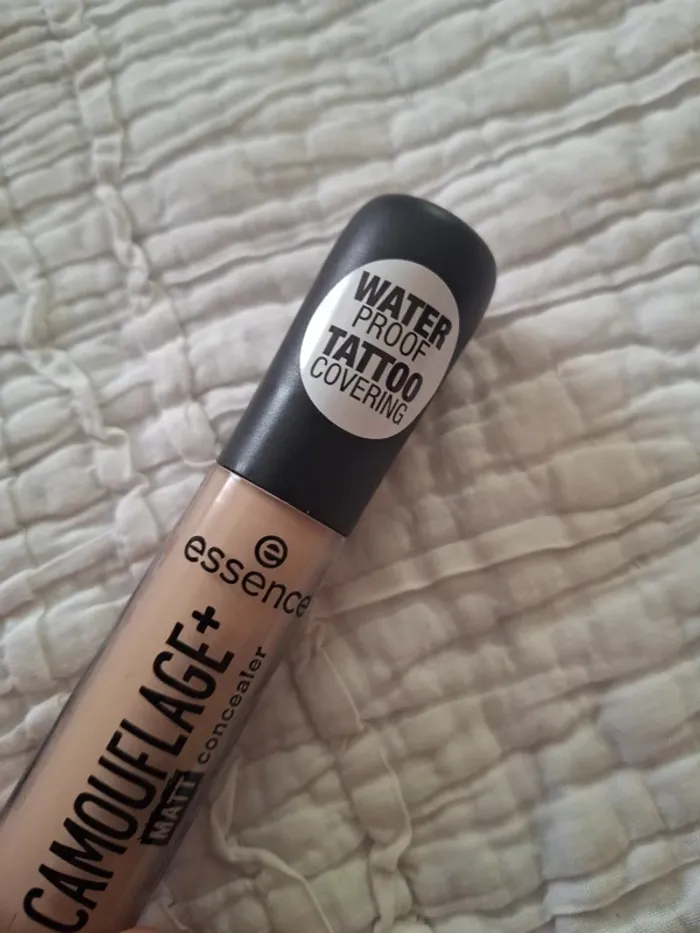 WATER
PROOF
TATTOO
COVERING
essence
CAMOUFLAGE+
MATT concealer